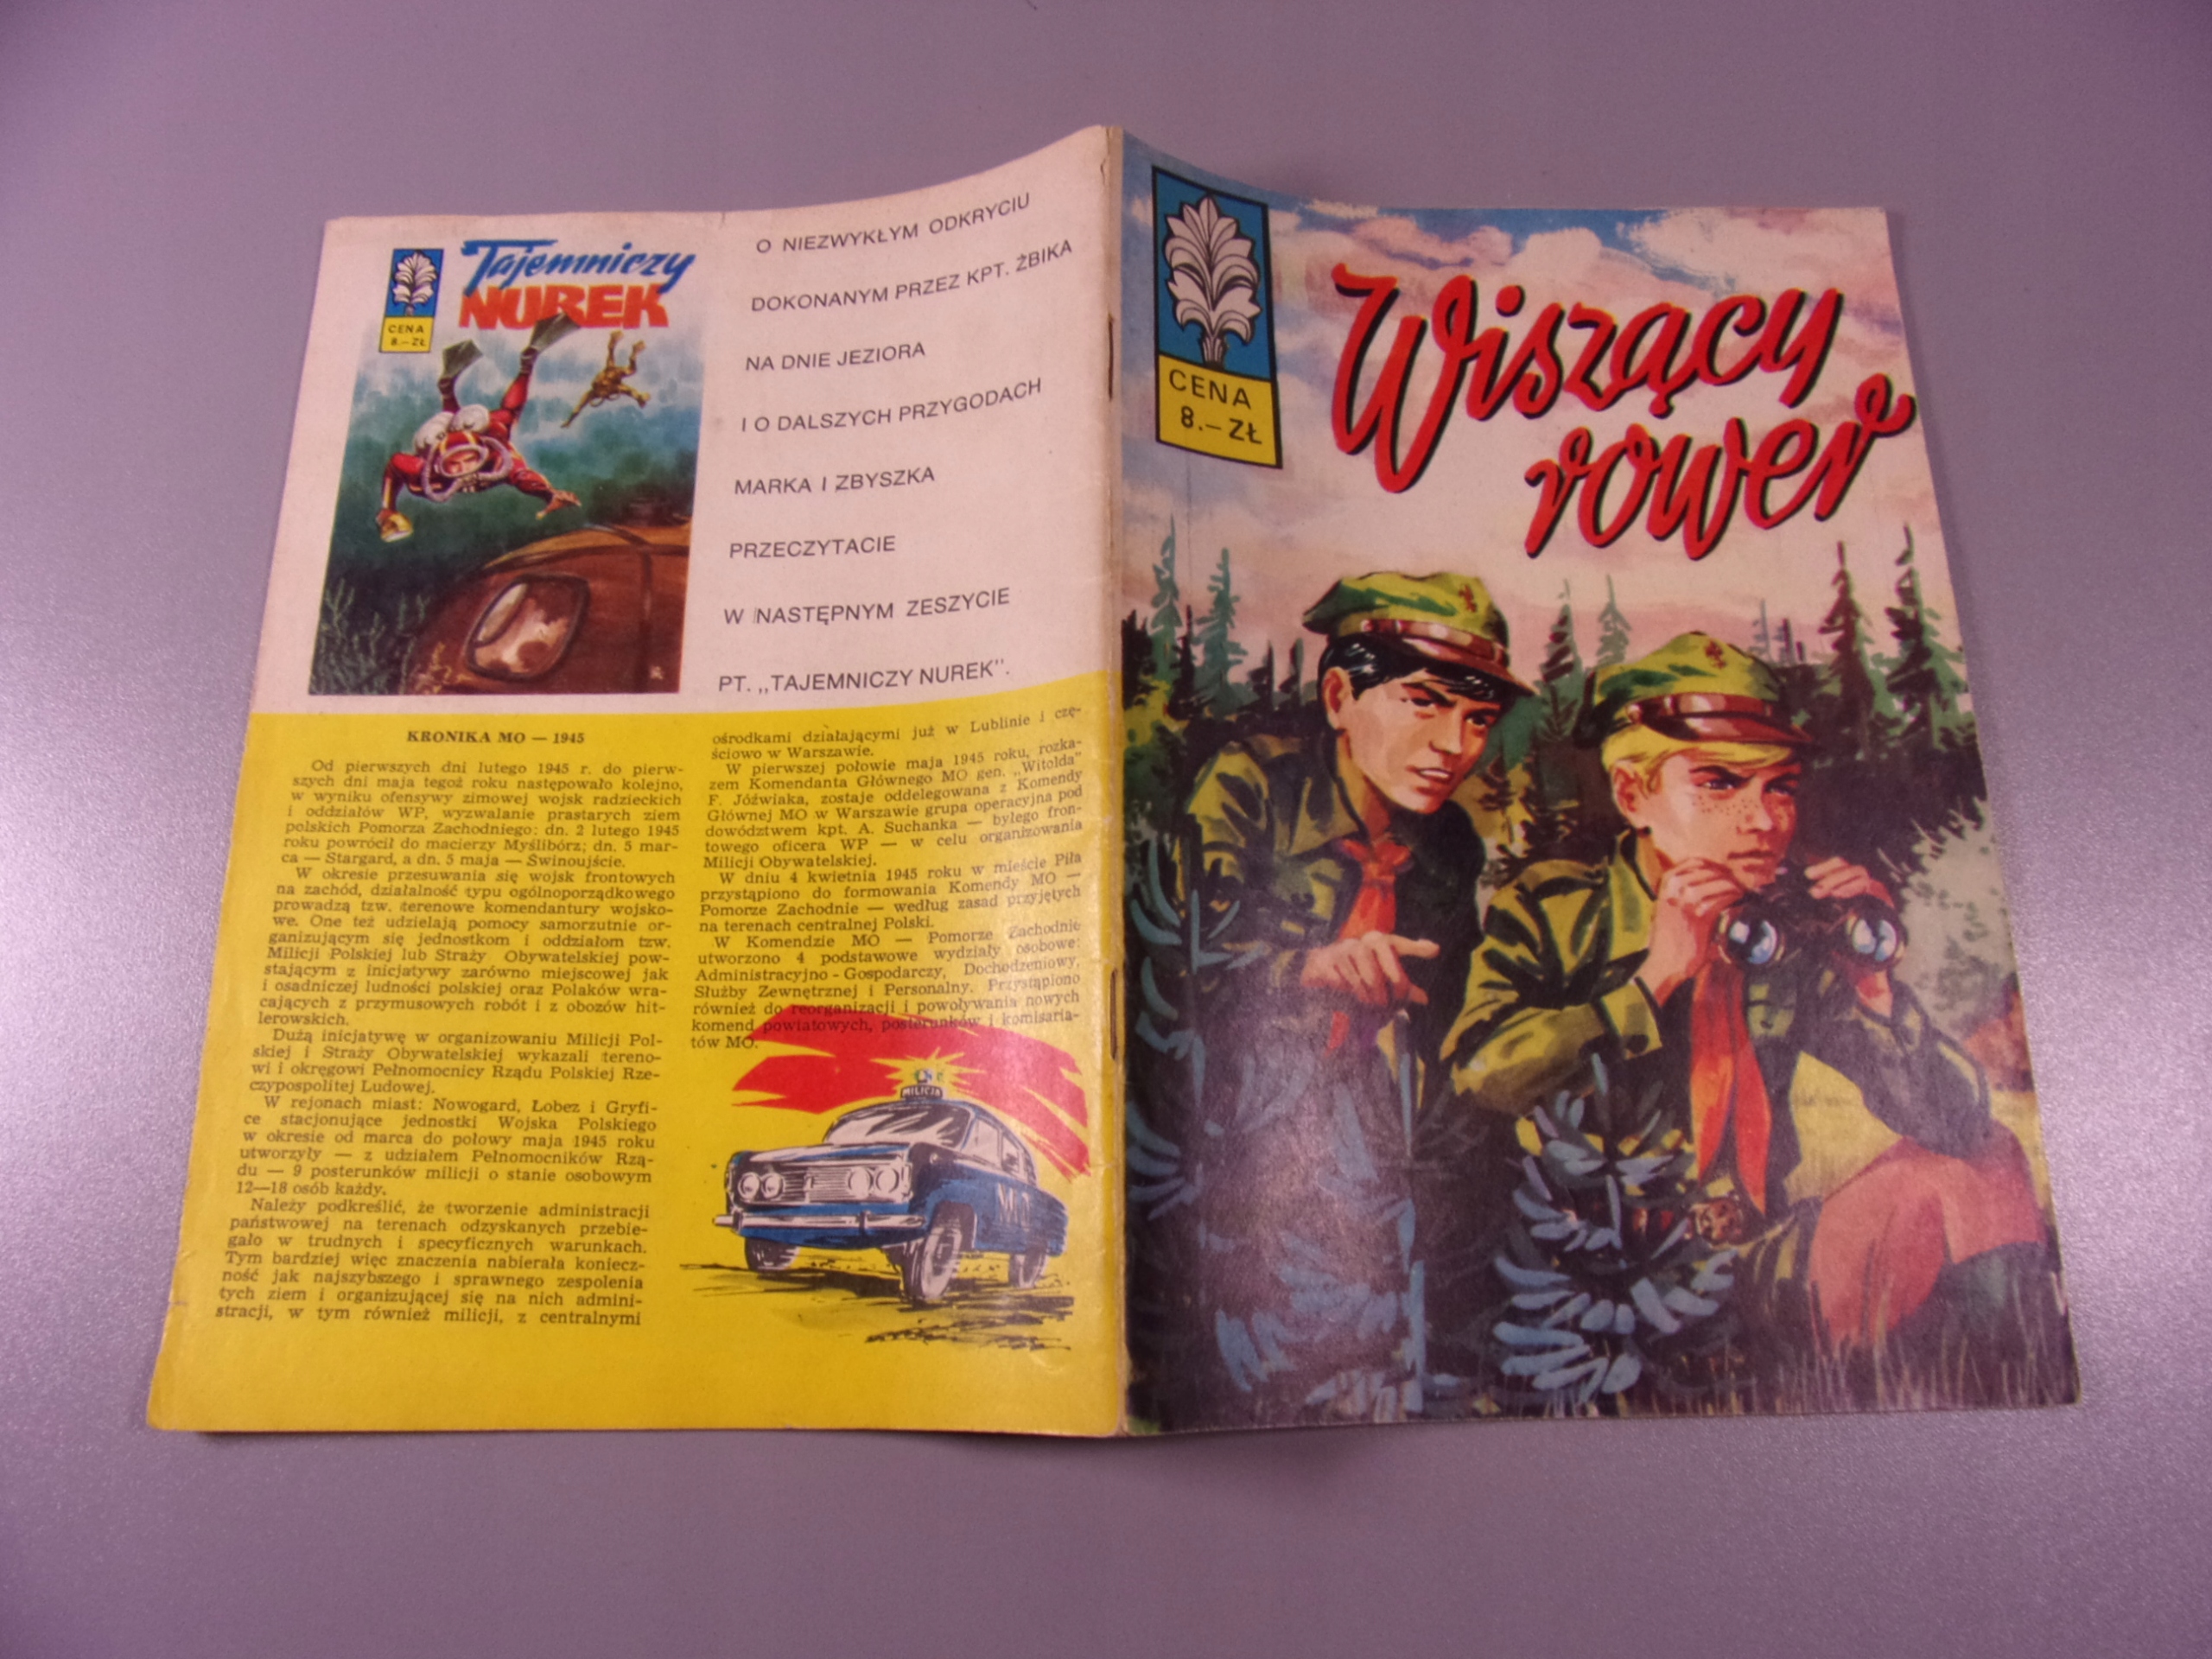 Tajemniczy
NUREK
CENA
8.—ZŁ
O NIEZWYKŁYM ODKRYCIU
DOKONANYM PRZEZ KPT. ŻBIKA
NA DNIE JEZIORA
I O DALSZYCH PRZYGODACH
MARKA I ZBYSZKA
PRZECZYTACIE
W NASTĘPNYM ZESZYCIE
PT. „TAJEMNICZY NUREK''.
KRONIKA MO — 1945
Od pierwszych dni lutego 1945 r. do pierw-
szych dni maja tegoż roku następowało kolejno,
w wyniku ofensywy zimowej wojsk radzieckich
i oddziałów WP, wyzwalanie prastarych ziem
polskich Pomorza Zachodniego: dn. 2 lutego 1945
roku powrócił do macierzy Myślibórz; dn. 5 mar-
ca — Stargard, a dn. 5 maja — Świnoujście.
W okresie przesuwania się wojsk frontowych
na zachód, działalność typu ogólnoporządkowego
prowadzą tzw. terenowe komendantury wojsko-
we. One też udzielają pomocy samorzutnie or-
ganizującym się jednostkom i oddziałom tzw.
Milicji Polskiej lub Straży Obywatelskiej pow-
stającym z inicjatywy zarówno miejscowej jak
i osadniczej ludności polskiej oraz Polaków wra-
cających z przymusowych robót i z obozów hit-
lerowskich.
Dużą inicjatywę w organizowaniu Milicji Pol-
skiej i Straży Obywatelskiej wykazali tereno-
wi i okręgowi Pełnomocnicy Rządu Polskiej Rze-
czypospolitej Ludowej.
W rejonach miast: Nowogard, Łobez i Gryfi-
ce stacjonujące jednostki Wojska Polskiego
w okresie od marca do połowy maja 1945 roku
utworzyły — z udziałem Pełnomocników Rzą-
du — 9 posterunków milicji o stanie osobowym
12—18 osób każdy.
Należy podkreślić, że tworzenie administracji
państwowej na terenach odzyskanych przebie-
gało w trudnych i specyficznych warunkach.
Tym bardziej więc znaczenia nabierała koniecz-
ność jak najszybszego i sprawnego zespolenia
tych ziem i organizującej się na nich admini-
stracji, w tym również milicji, z centralnymi
ośrodkami działającymi już w Lublinie i czę-
ściowo w Warszawie.
W pierwszej połowie maja 1945 roku, rozka-
zem Komendanta Głównego MO gen. „Witolda''
F. Jóźwiaka, zostaje oddelegowana z Komendy
Głównej MO w Warszawie grupa operacyjna pod
dowództwem kpt. A. Suchanka — byłego fron-
towego oficera WP — w celu organizowania
Milicji Obywatelskiej.
W dniu 4 kwietnia 1945 roku w mieście Piła
przystąpiono do formowania Komendy MO —
Pomorze Zachodnie — według zasad przyjętych
na terenach centralnej Polski.
W Komendzie MO — Pomorze Zachodnie
utworzono 4 podstawowe wydziały osobowe:
Administracyjno-Gospodarczy, Dochodzeniowy,
Służby Zewnętrznej i Personalny. Przystąpiono
również do reorganizacji i powoływania nowych
komend powiatowych, posterunków i komisaria-
tów MO.
MILICJA
MO
CENA
8.—ZŁ
Wiszący
rower